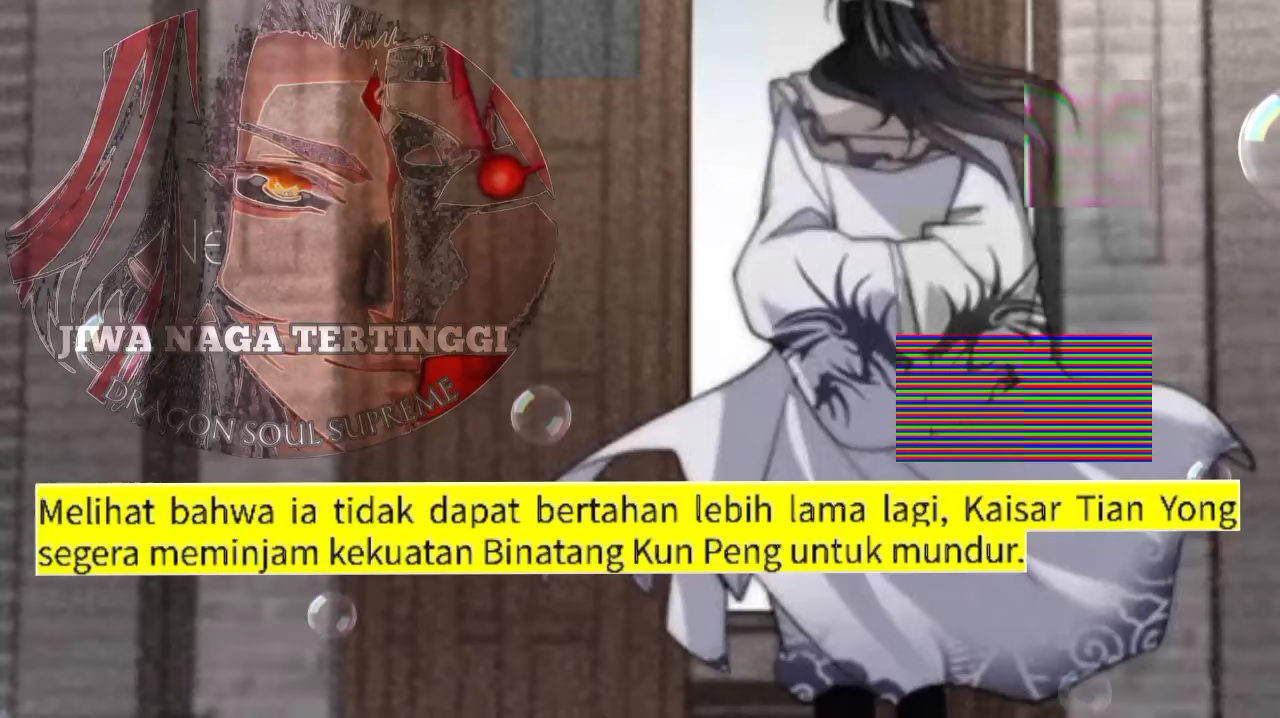 JIWA NAGA TERTINGGI
DRAGON SOUL SUPREME
Melihat bahwa ia tidak dapat bertahan lebih lama lagi, Kaisar Tian Yong
segera meminjam kekuatan Binatang Kun Peng untuk mundur.